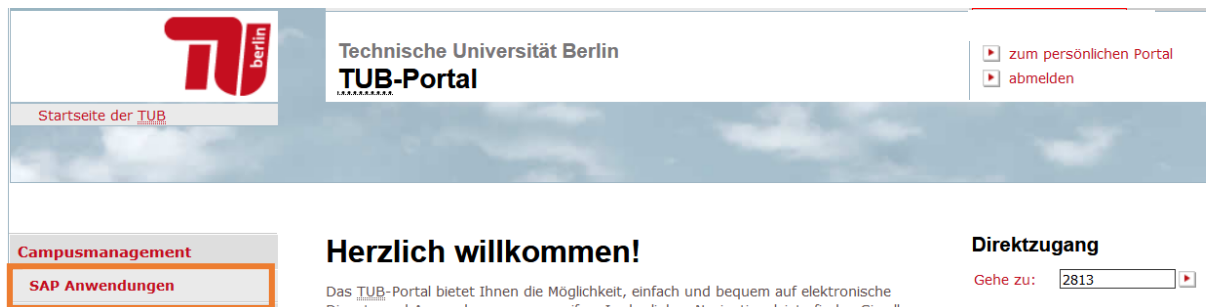 berlin
Technische Universität Berlin
TUB-Portal
zum persönlichen Portal
abmelden
Startseite der TUB
Campusmanagement
SAP Anwendungen
Herzlich willkommen!
Das TUB-Portal bietet Ihnen die Möglichkeit, einfach und bequem auf elektronische
Direktzugang
Gehe zu: 2813